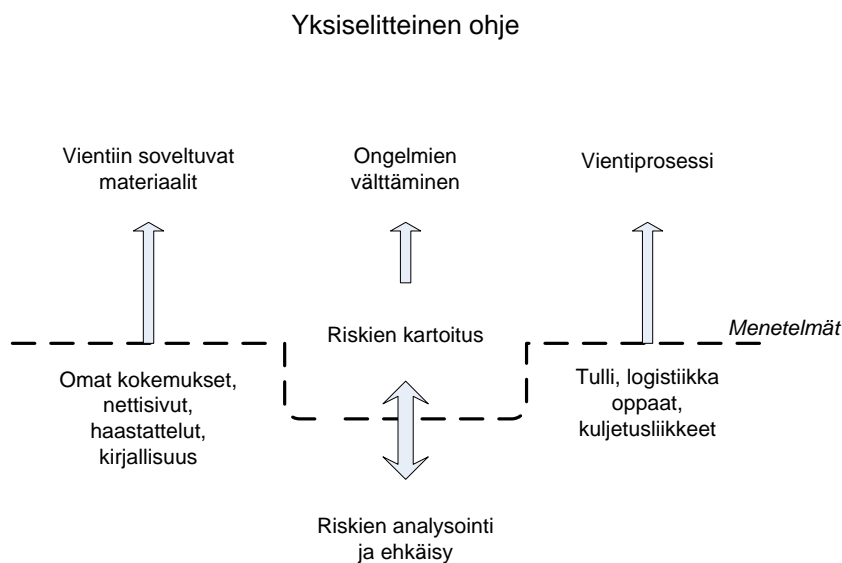 Yksiselitteinen ohje
Vientiin soveltuvat
materiaalit
Ongelmien
välttäminen
Vientiprosessi
Riskien kartoitus
Menetelmät
Omat kokemukset,
nettisivut,
haastattelut,
kirjallisuus
Tulli, logistiikka
oppaat,
kuljetusliikkeet
Riskien analysointi
ja ehkäisy